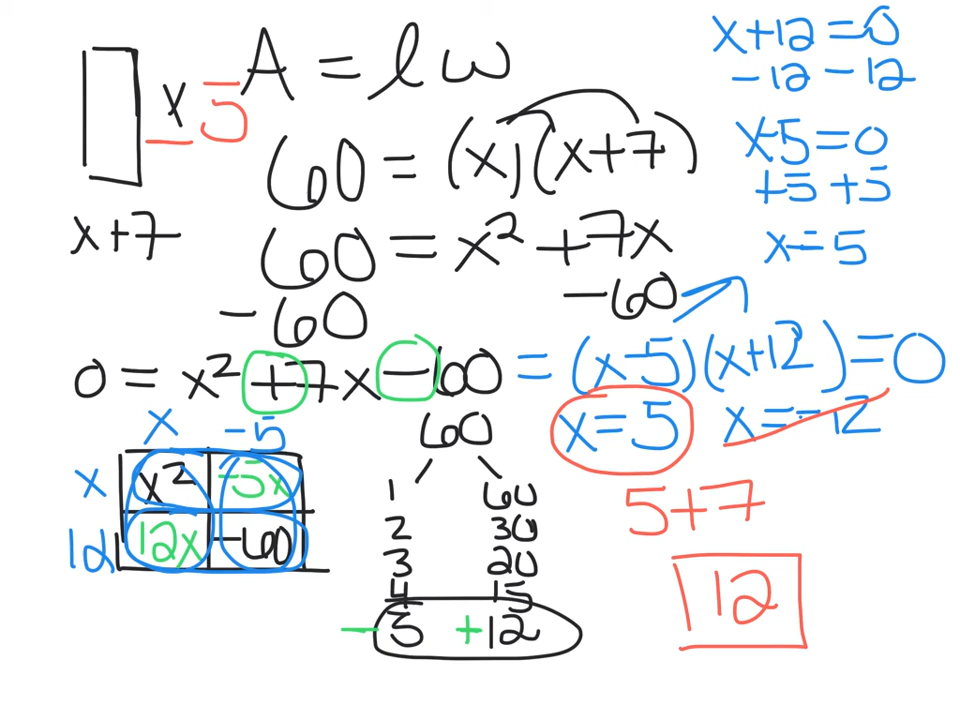 A = lw
x
5
60 = (x)(x+7)
x+7
60 = x² + 7x
-60 -60
0 = x² + 7x - 60 = (x-5)(x+12) = 0
x = 5 x = -12
60
1 60
2 30
3 20
4 15
-5 +12
x -5
x x² -5x
12 12x -60
x+12=0
-12 -12
x-5=0
+5 +5
x=5
5+7
12